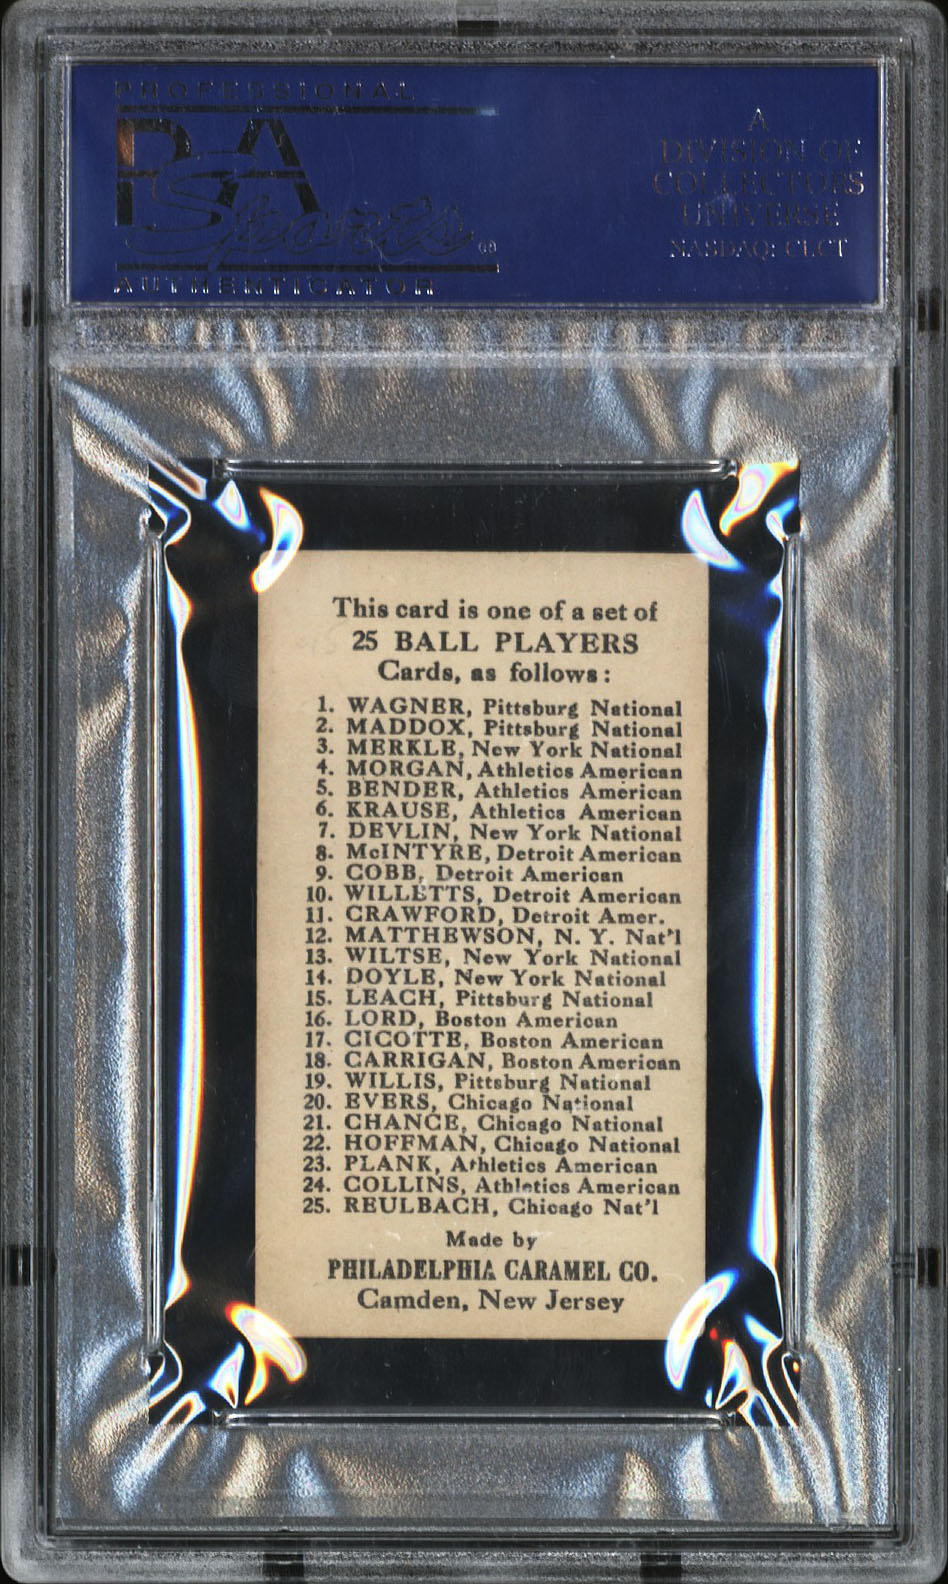 PROFESSIONAL
PSA
Sports
AUTHENTICATOR
A
DIVISION OF
COLLECTORS
UNIVERSE
NASDAQ: CLCT
This card is one of a set of
25 BALL PLAYERS
Cards, as follows:
1. WAGNER, Pittsburg National
2. MADDOX, Pittsburg National
3. MERKLE, New York National
4. MORGAN, Athletics American
5. BENDER, Athletics American
6. KRAUSE, Athletics American
7. DEVLIN, New York National
8. McINTYRE, Detroit American
9. COBB, Detroit American
10. WILLETTS, Detroit American
11. CRAWFORD, Detroit Amer.
12. MATTHEWSON, N. Y. Nat'l
13. WILTSE, New York National
14. DOYLE, New York National
15. LEACH, Pittsburg National
16. LORD, Boston American
17. CICOTTE, Boston American
18. CARRIGAN, Boston American
19. WILLIS, Pittsburg National
20. EVERS, Chicago National
21. CHANCE, Chicago National
22. HOFFMAN, Chicago National
23. PLANK, Athletics American
24. COLLINS, Athletics American
25. REULBACH, Chicago Nat'l
Made by
PHILADELPHIA CARAMEL CO.
Camden, New Jersey